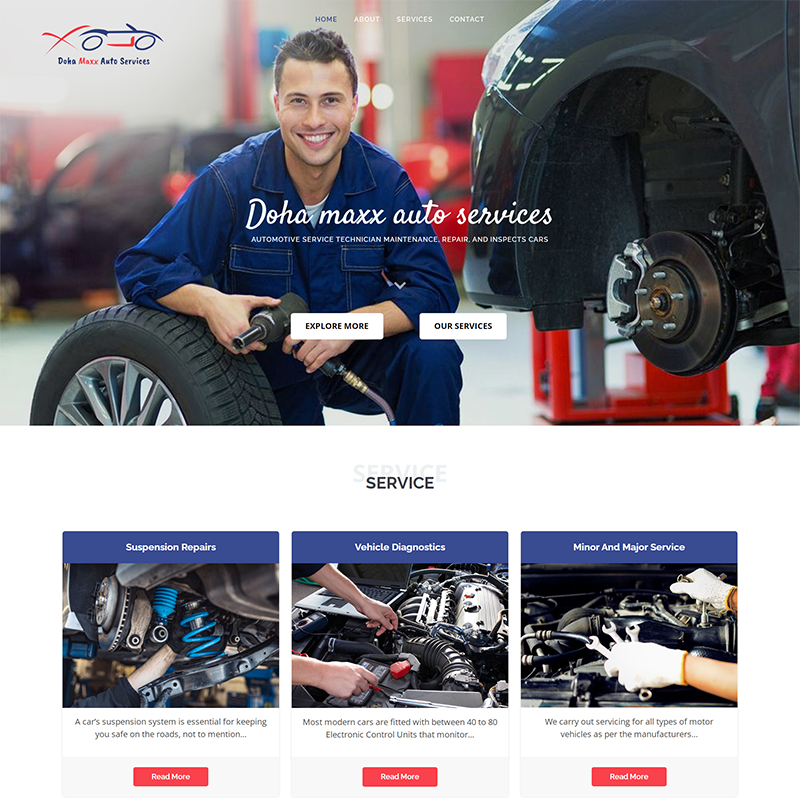 HOME ABOUT SERVICES CONTACT
Doha Maxx Auto Services
Doha maxx auto services
AUTOMOTIVE SERVICE TECHNICIAN MAINTENANCE, REPAIR, AND INSPECTS CARS
EXPLORE MORE OUR SERVICES
SERVICE
SERVICE
Suspension Repairs
A car's suspension system is essential for keeping
you safe on the roads, not to mention...
Read More
Vehicle Diagnostics
Most modern cars are fitted with between 40 to 80
Electronic Control Units that monitor...
Read More
Minor And Major Service
We carry out servicing for all types of motor
vehicles as per the manufacturers...
Read More